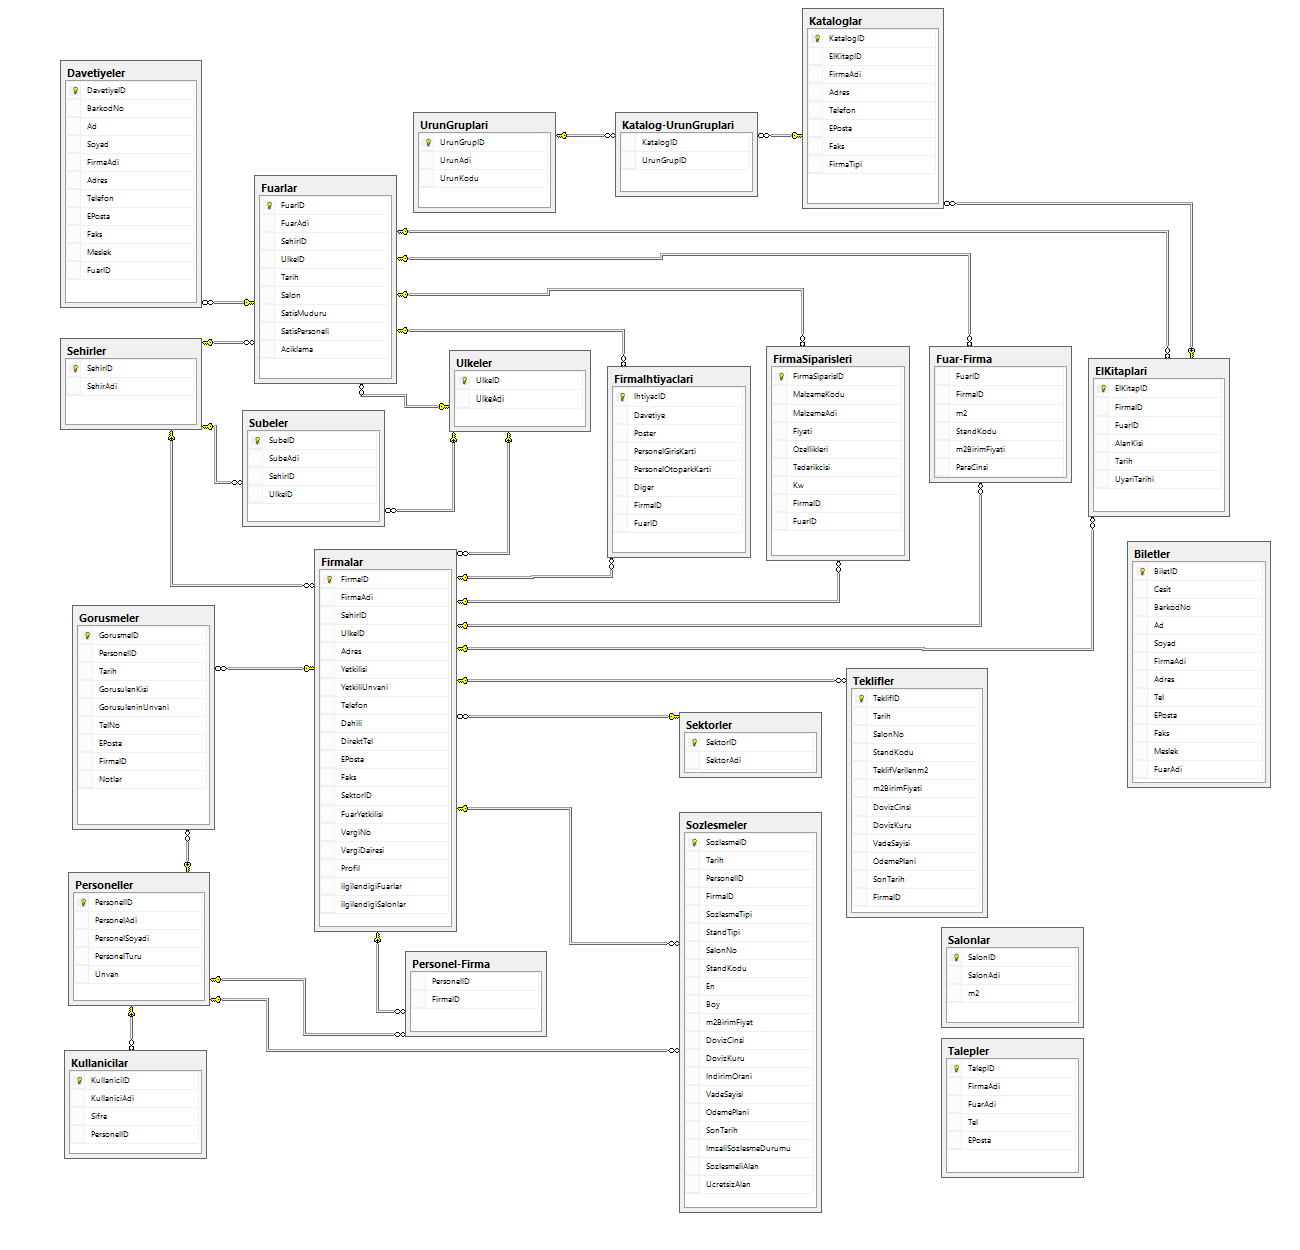 Kataloglar
KatalogID
ElKitapID
FirmaAdi
Adres
Telefon
EPosta
Faks
FirmaTipi
Davetiyeler
DavetiyeID
BarkodNo
Ad
Soyad
FirmaAdi
Adres
Telefon
EPosta
Faks
Meslek
FuarID
UrunGruplari
UrunGrupID
UrunAdi
UrunKodu
Katalog-UrunGruplari
KatalogID
UrunGrupID
Fuarlar
FuarID
FuarAdi
SehirID
UlkeID
Tarih
Salon
SatisMuduru
SatisPersoneli
Aciklama
Sehirler
SehirID
SehirAdi
Ulkeler
UlkeID
UlkeAdi
Subeler
SubeID
SubeAdi
SehirID
UlkeID
FirmaIhtiyaclari
IhtiyacID
Davetiye
Poster
PersonelGirisKarti
PersonelOtoparkKarti
Diger
FirmaID
FuarID
FirmaSiparisleri
FirmaSiparisID
MalzemeKodu
MalzemeAdi
Fiyati
Ozellikleri
Tedarikcisi
Kw
FirmaID
FuarID
Fuar-Firma
FuarID
FirmaID
m2
StandKodu
m2BirimFiyati
ParaCinsi
ElKitaplari
ElKitapID
FirmaID
FuarID
AlanKisi
Tarih
UyariTarihi
Biletler
BiletID
Cesit
BarkodNo
Ad
Soyad
FirmaAdi
Adres
Tel
EPosta
Faks
Meslek
FuarAdi
Firmalar
FirmaID
FirmaAdi
SehirID
UlkeID
Adres
Yetkilisi
YetkiliUnvani
Telefon
Dahili
DirektTel
EPosta
Faks
SektorID
FuarYetkilisi
VergiNo
VergiDairesi
Profil
ilgilendigiFuarlar
ilgilendigiSalonlar
Gorusmeler
GorusmeID
PersonelID
Tarih
GorusulenKisi
GorusuleninUnvani
TelNo
EPosta
FirmaID
Notlar
Teklifler
TeklifID
Tarih
SalonNo
StandKodu
TeklifVerilenm2
m2BirimFiyati
DovizCinsi
DovizKuru
VadeSayisi
OdemePlani
SonTarih
FirmaID
Sektorler
SektorID
SektorAdi
Sozlesmeler
SozlesmeID
Tarih
PersonelID
FirmaID
SozlesmeTipi
StandTipi
SalonNo
StandKodu
En
Boy
m2BirimFiyat
DovizCinsi
DovizKuru
IndirimOrani
VadeSayisi
OdemePlani
SonTarih
ImzaliSozlesmeDurumu
SozlesmeliAlan
UcretsizAlan
Personeller
PersonelID
PersonelAdi
PersonelSoyadi
PersonelTuru
Unvan
Personel-Firma
PersonelID
FirmaID
Salonlar
SalonID
SalonAdi
m2
Kullanicilar
KullaniciID
KullaniciAdi
Sifre
PersonelID
Talepler
TalepID
FirmaAdi
FuarAdi
Tel
EPosta